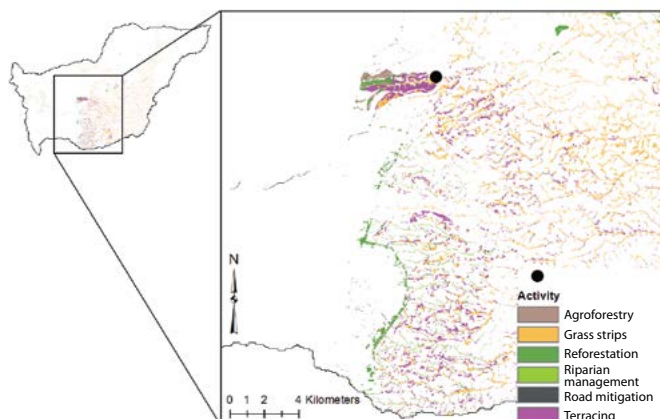 N
0 1 2 4 Kilometers
Activity
Agroforestry
Grass strips
Reforestation
Riparian
management
Road mitigation
Terracing